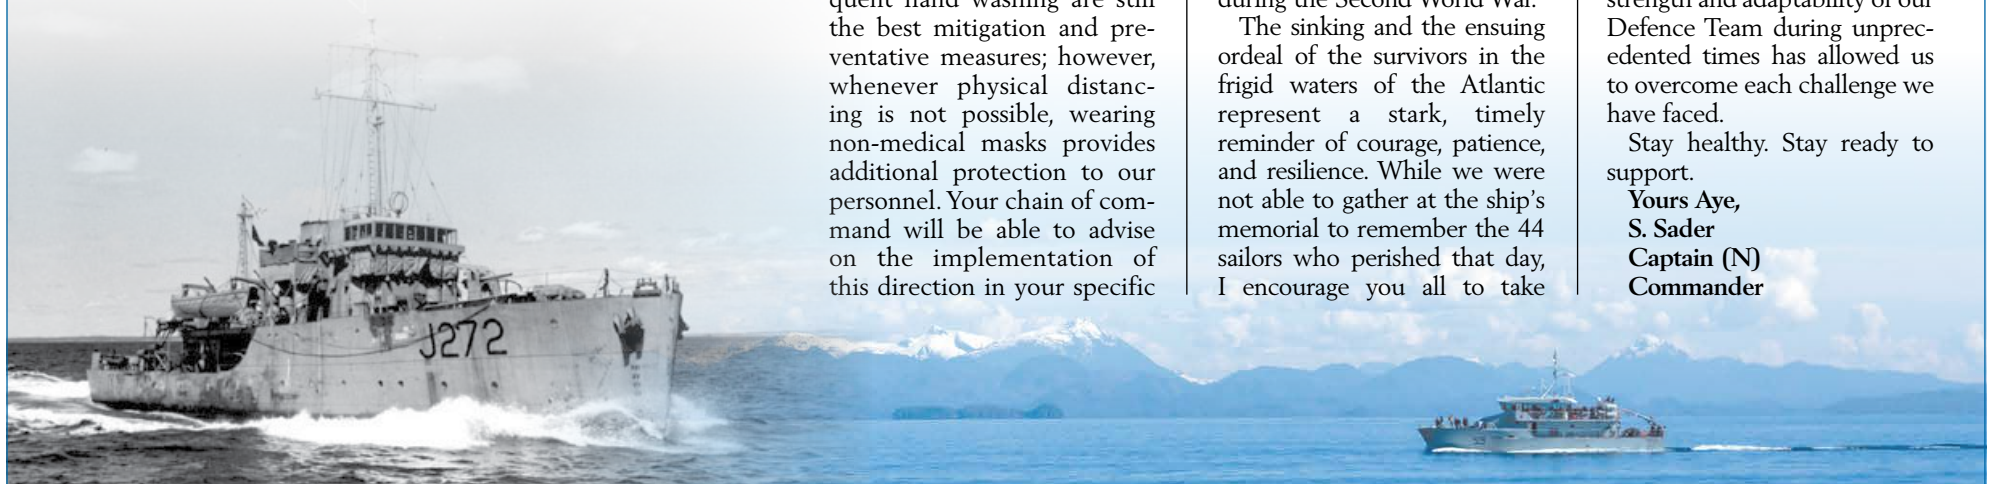 quent hand washing are still
the best mitigation and pre-
ventative measures; however,
whenever physical distanc-
ing is not possible, wearing
non-medical masks provides
additional protection to our
personnel. Your chain of com-
mand will be able to advise
on the implementation of
this direction in your specific
during the Second World War.
The sinking and the ensuing
ordeal of the survivors in the
frigid waters of the Atlantic
represent a stark, timely
reminder of courage, patience,
and resilience. While we were
not able to gather at the ship's
memorial to remember the 44
sailors who perished that day,
I encourage you all to take
strength and adaptability of our
Defence Team during unprec-
edented times has allowed us
to overcome each challenge we
have faced.
Stay healthy. Stay ready to
support.
Yours Aye,
S. Sader
Captain (N)
Commander
J272